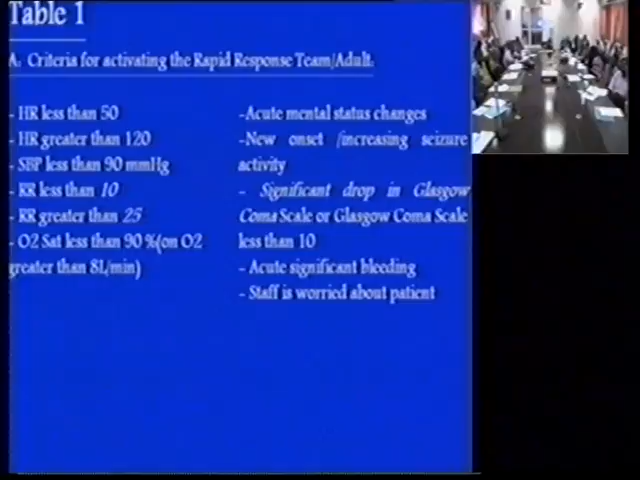 Table 1
A: Criteria for activating the Rapid Response Team/Adult:
- HR less than 50
- HR greater than 120
- SBP less than 90 mmHg
- RR less than 10
- RR greater than 25
- O2 Sat less than 90 %(on O2
greater than 8L/min)
-Acute mental status changes
-New onset /increasing seizure
activity
- Significant drop in Glasgow
Coma Scale or Glasgow Coma Scale
less than 10
- Acute significant bleeding
- Staff is worried about patient